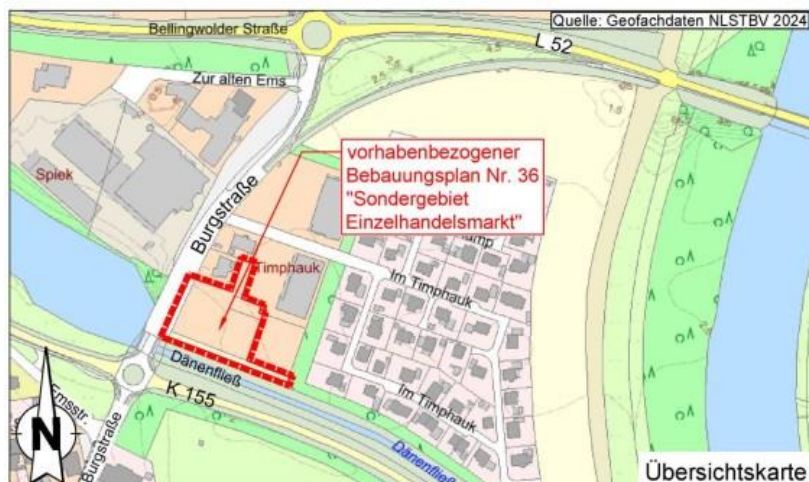 Quelle: Geofachdaten NLSTBV 2024
Bellingwolder Straße
L 52
Zur alten Ems
Spiek
Burgstraße
vorhabenbezogener
Bebauungsplan Nr. 36
"Sondergebiet
Einzelhandelsmarkt"
Timphauk
Im Timphauk
Im Timphauk
Dänenfließ
K 155
Emsstr.
Burgstraße
N
Dänenfließ
Übersichtskarte